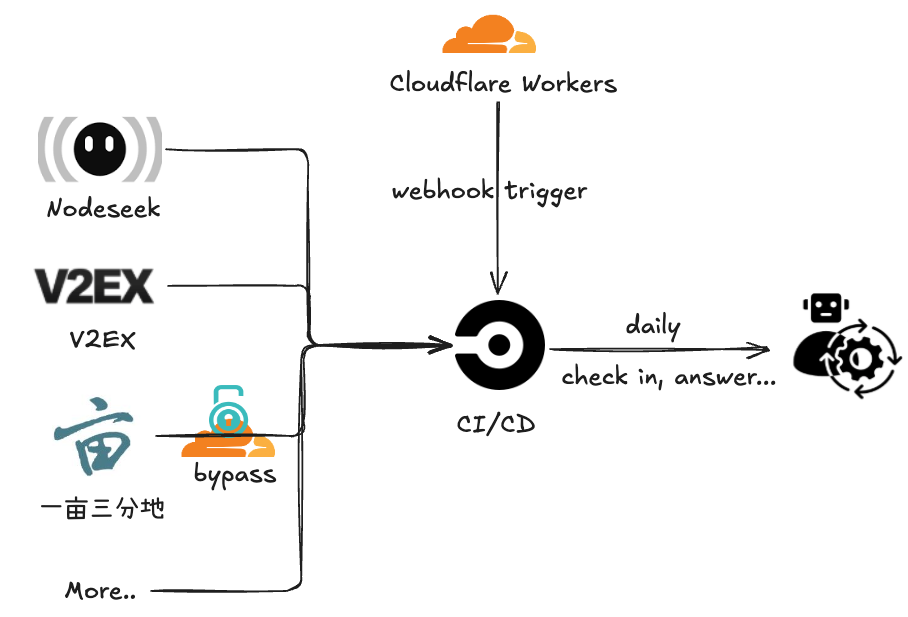 Cloudflare Workers
webhook trigger
Nodeseek
V2EX
V2EX
亩
一亩三分地
bypass
More..
CI/CD
daily
check in, answer...